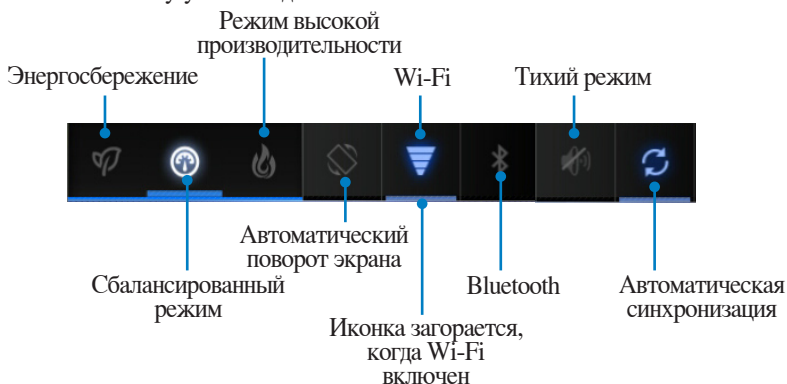 Режим высокой
производительности
Энергосбережение
Wi-Fi
Тихий режим
Автоматический
поворот экрана
Сбалансированный
режим
Bluetooth
Автоматическая
синхронизация
Иконка загорается,
когда Wi-Fi
включен